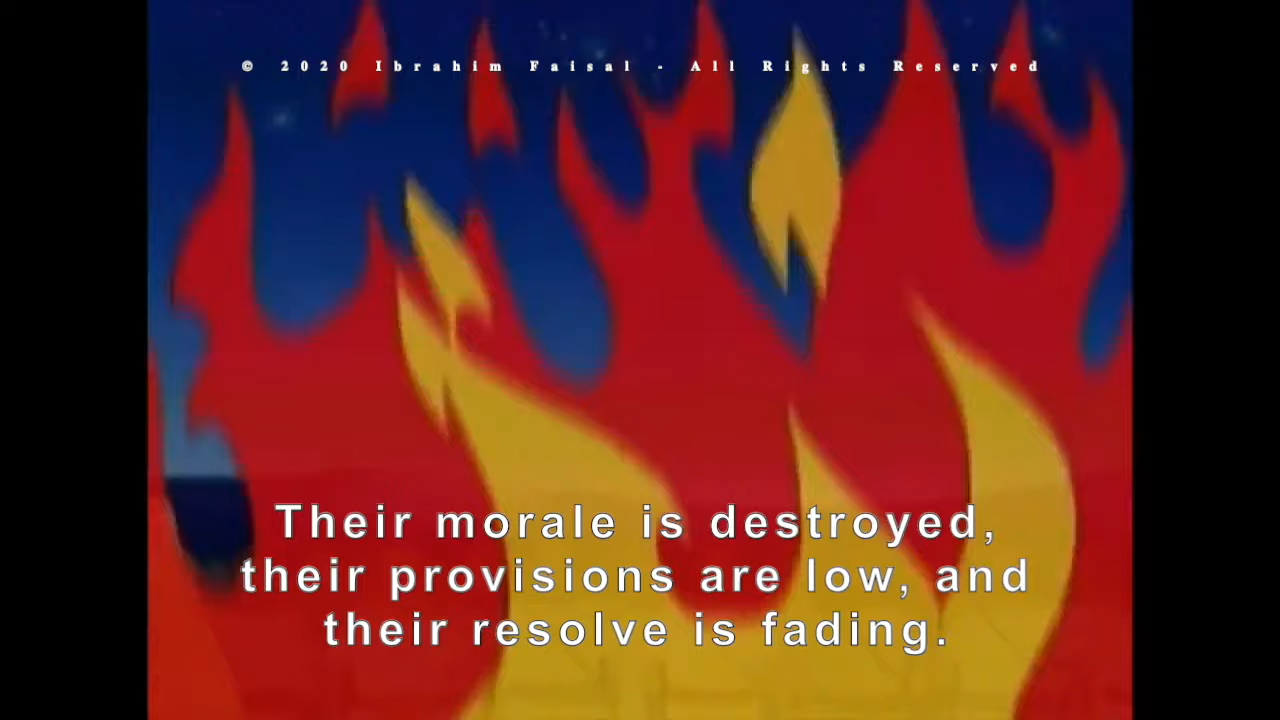 © 2020 Ibrahim Faisal - All Rights Reserved
Their morale is destroyed,
their provisions are low, and
their resolve is fading.